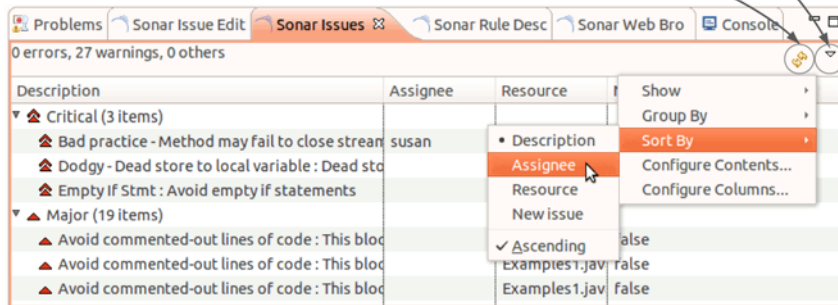 Problems Sonar Issue Edit Sonar Issues Sonar Rule Desc Sonar Web Bro Console
0 errors, 27 warnings, 0 others
Description Assignee Resource
Critical (3 items)
Bad practice - Method may fail to close stream susan
Dodgy - Dead store to local variable : Dead sto
Empty If Stmt : Avoid empty if statements
Major (19 items)
Avoid commented-out lines of code : This bloc alse
Avoid commented-out lines of code : This bloc Examples1.jav false
Avoid commented-out lines of code : This bloc Examples1.jav false
Show
Group By
Sort By
Configure Contents...
Configure Columns...
Description
Assignee
Resource
New issue
Ascending